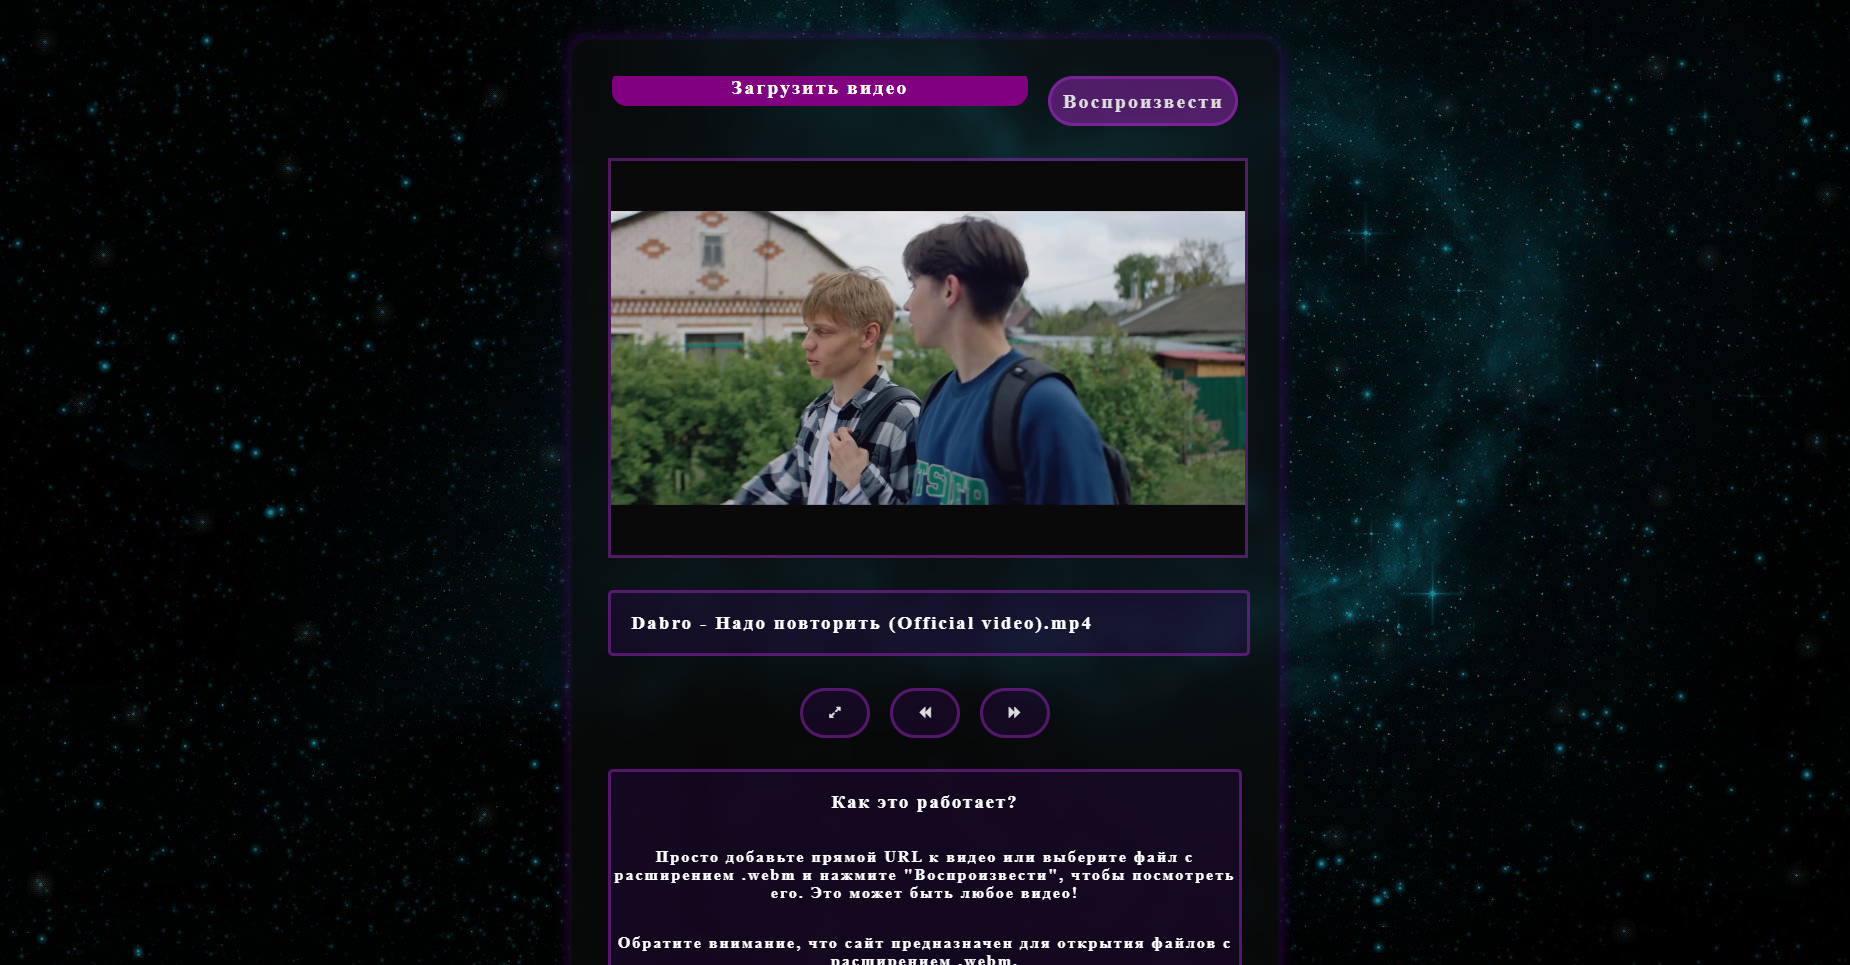 Загрузить видео
Воспроизвести
Dabro - Надо повторить (Official video).mp4
Как это работает?
Просто добавьте прямой URL к видео или выберите файл с
расширением .webm и нажмите "Воспроизвести", чтобы посмотреть
его. Это может быть любое видео!
Обратите внимание, что сайт предназначен для открытия файлов с
расширением .webm.